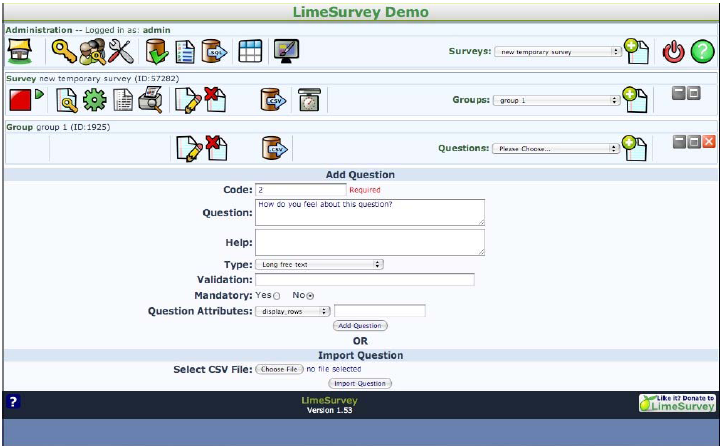 LimeSurvey Demo
Administration -- Logged in as: admin
SQL
Surveys: new temporary survey
?
Survey new temporary survey (ID:57282)
CSV
Groups: group 1
Group group 1 (ID:1925)
CSV
Questions: Please Choose...
Add Question
Code: 2 Required
Question: How do you feel about this question?
Help:
Type: Long free text
Validation:
Mandatory: Yes No
Question Attributes: display_rows
Add Question
OR
Import Question
Select CSV File: Choose File no file selected
Import Question
? LimeSurvey
Version 1.53
Like it? Donate to
LimeSurvey